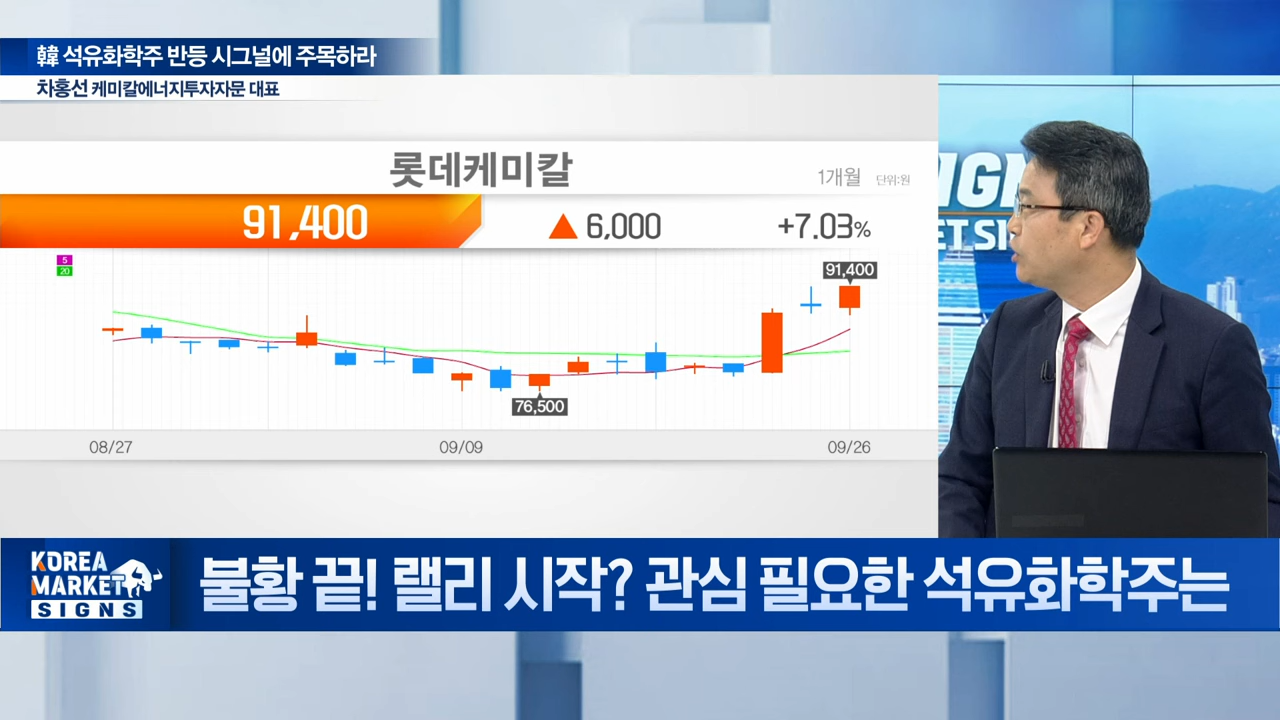 韓 석유화학주 반등 시그널에 주목하라
차홍선 케미칼에너지투자자문 대표
롯데케미칼
1개월 단위:원
91,400 ▲ 6,000 +7.03%
5
20
91,400
76,500
08/27 09/09 09/26
KOREA
MARKET
SIGNS
불황 끝! 랠리 시작? 관심 필요한 석유화학주는